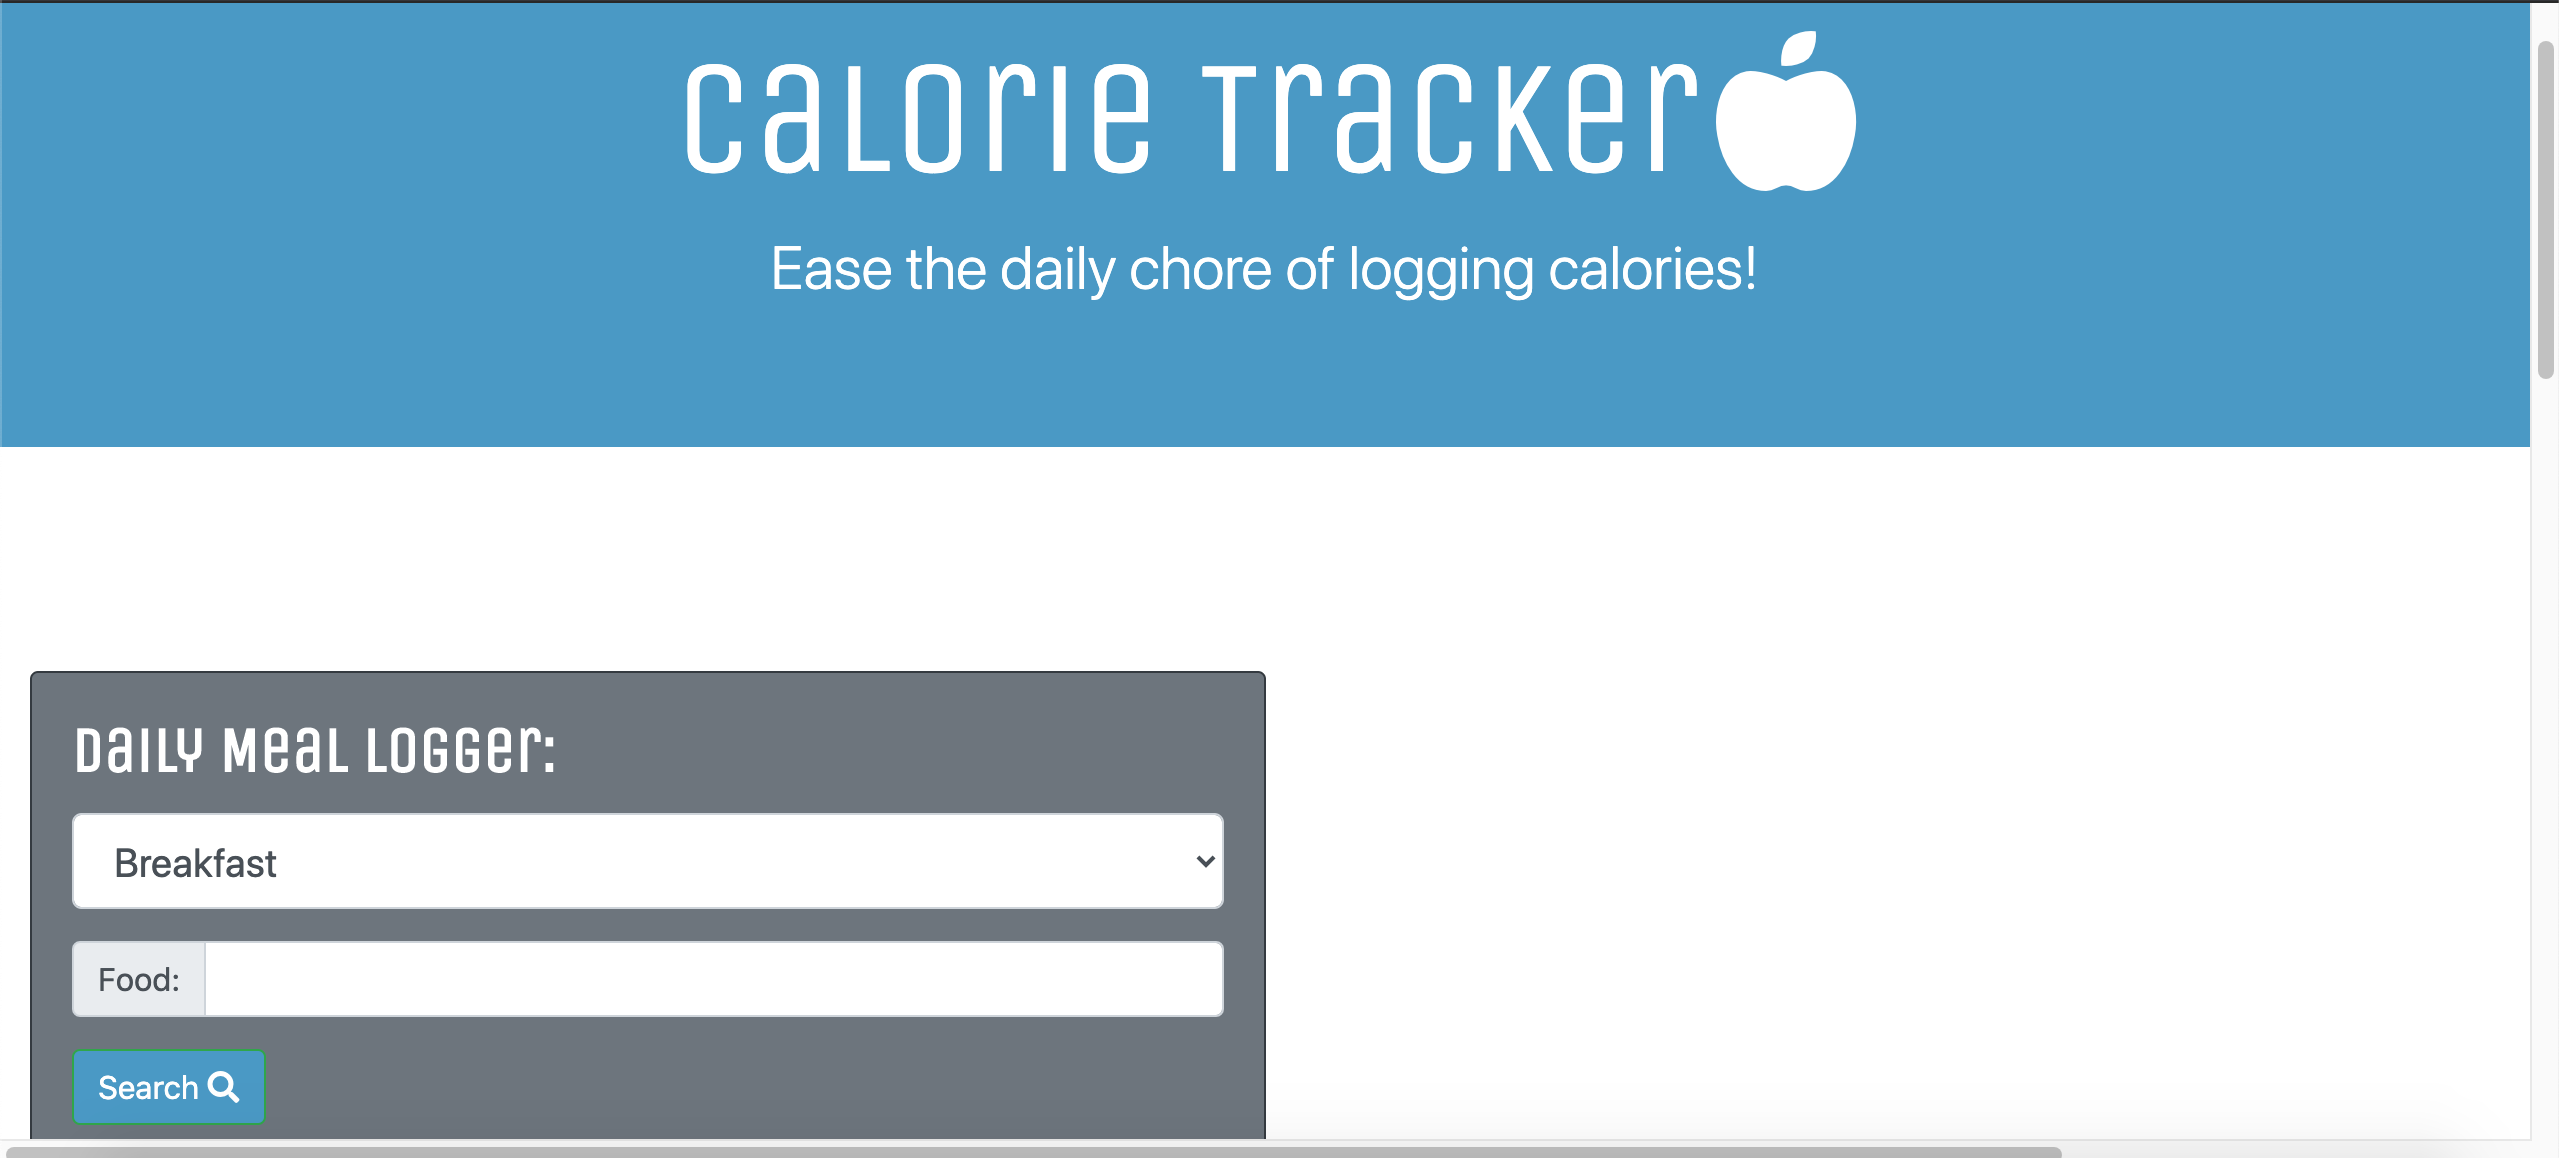 Calorie Tracker
Ease the daily chore of logging calories!
Daily Meal Logger:
Breakfast
Food:
Search